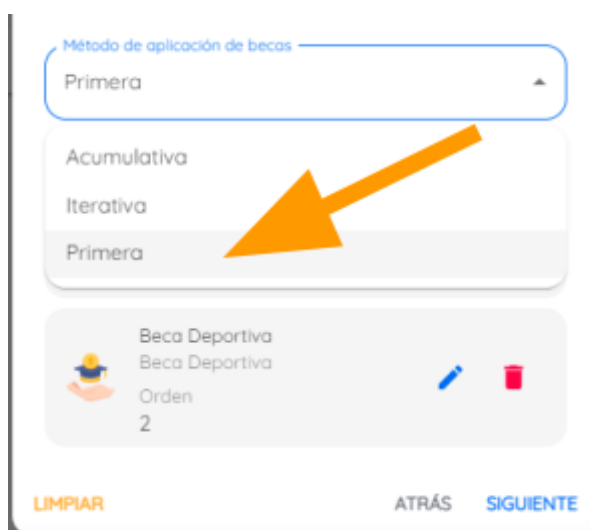 Método de aplicación de becas
Primera
Acumulativa
Iterativa
Primera
Beca Deportiva
Beca Deportiva
Orden
2
LIMPIAR
ATRÁS
SIGUIENTE